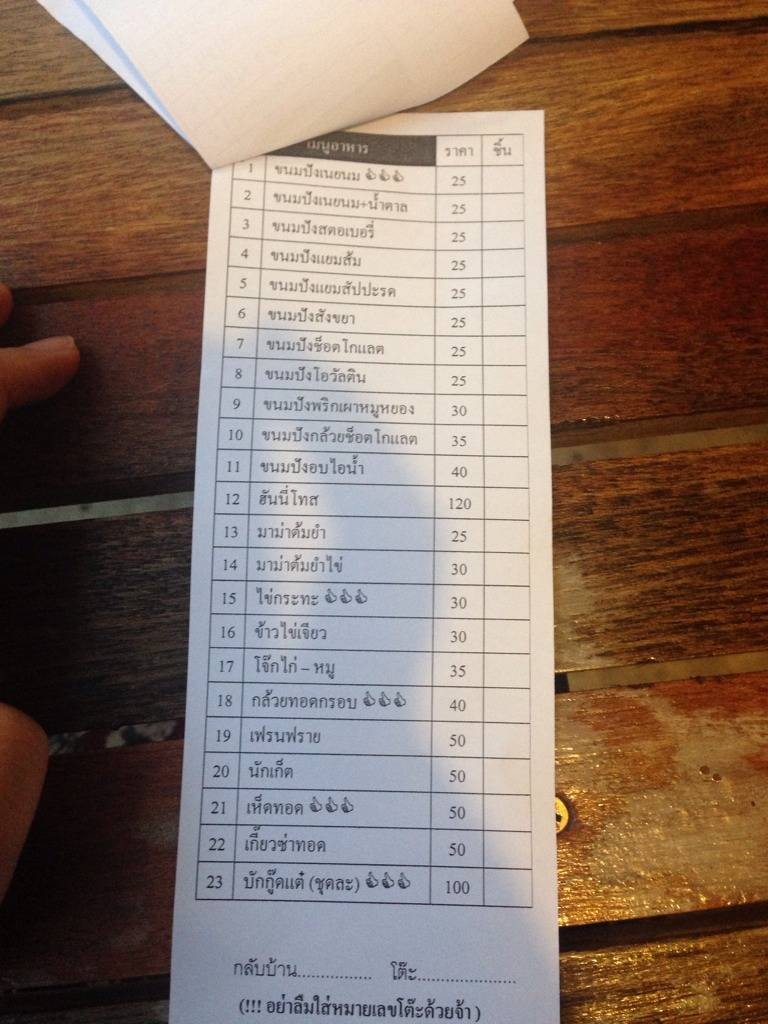 เมนูอาหาร ราคา ชิ้น
1 ขนมปังเนยนม 👍👍👍 25
2 ขนมปังเนยนม+น้ำตาล 25
3 ขนมปังสตอเบอรี่ 25
4 ขนมปังแยมส้ม 25
5 ขนมปังแยมสัปปะรด 25
6 ขนมปังสังขยา 25
7 ขนมปังช็อตโกแลต 25
8 ขนมปังโอวัลติน 25
9 ขนมปังพริกเผาหมูหยอง 30
10 ขนมปังกล้วยช็อตโกแลต 35
11 ขนมปังอบไอน้ำ 40
12 ฮันนี่โทส 120
13 มาม่าต้มยำ 25
14 มาม่าต้มยำไข่ 30
15 ไข่กระทะ 👍👍👍 30
16 ข้าวไข่เจียว 30
17 โจ๊กไก่ – หมู 35
18 กล้วยทอดกรอบ 👍👍👍 40
19 เฟรนฟราย 50
20 นักเก็ต 50
21 เห็ดทอด 👍👍👍 50
22 เกี๊ยวซ่าทอด 50
23 บักกู๊ดแต๋ (ชุดละ) 👍👍👍 100
กลับบ้าน............... โต๊ะ....................
(!!! อย่าลืมใส่หมายเลขโต๊ะด้วยจ้า )